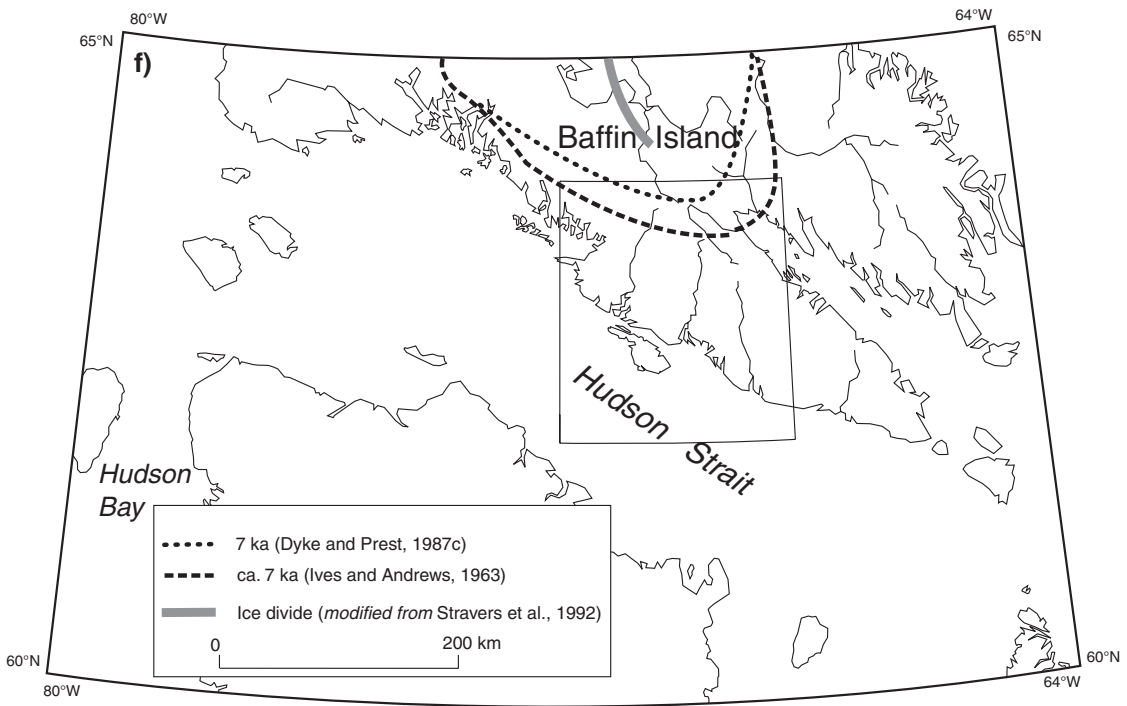 80°W
64°W
65°N
65°N
f)
Baffin Island
Hudson Strait
Hudson
Bay
7 ka (Dyke and Prest, 1987c)
ca. 7 ka (Ives and Andrews, 1963)
Ice divide (modified from Stravers et al., 1992)
0
200 km
60°N
60°N
80°W
64°W